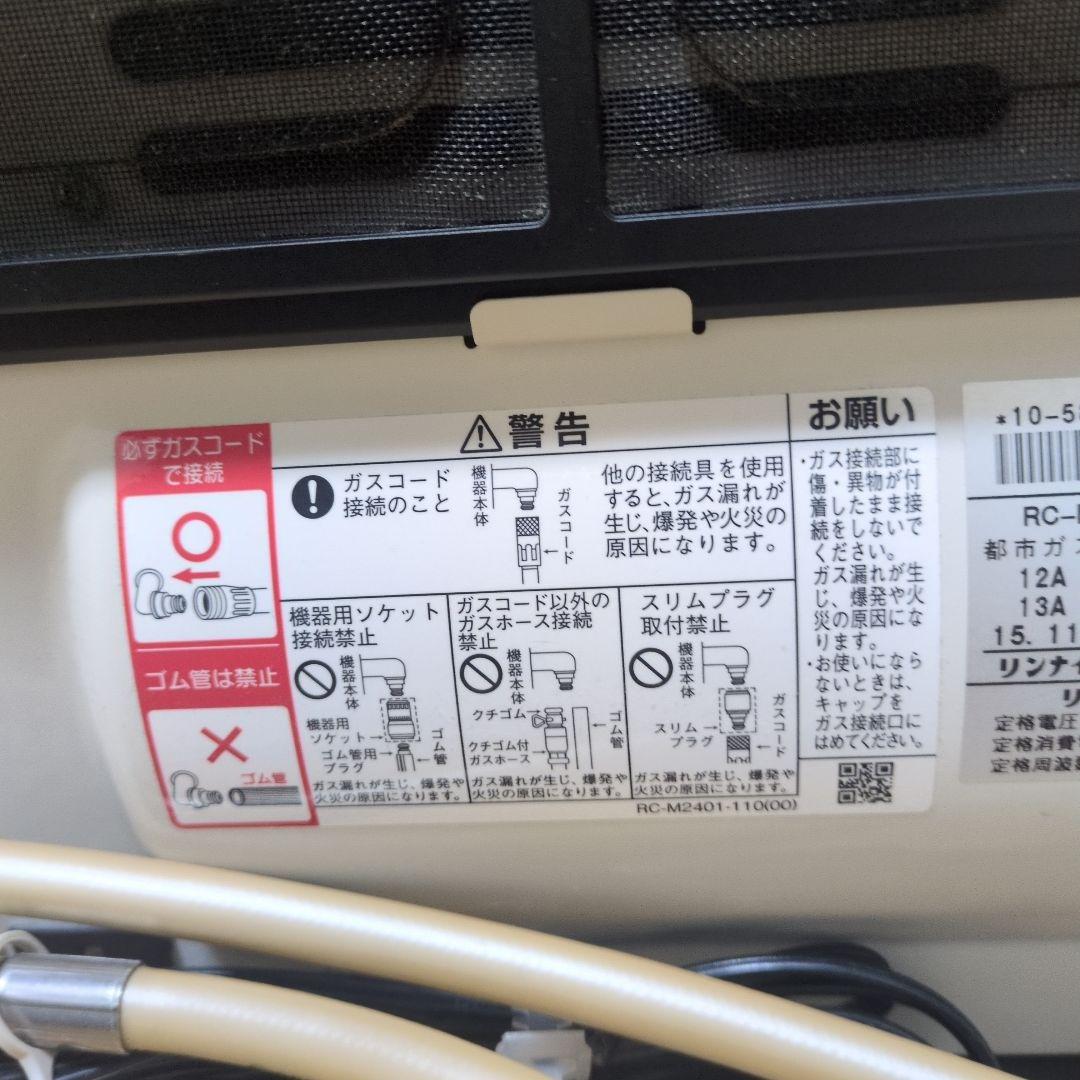 必ずガスコード
で接続
ゴム管は禁止
ゴム管
警告
ガスコード
接続のこと
機器本体
ガスコード
他の接続具を使用
すると、ガス漏れが
生じ、爆発や火災の
原因になります。
機器用ソケット
接続禁止
機器本体
機器用
ソケット
ゴム管用
プラグ
ゴム管
ガス漏れが生じ、爆発や
火災の原因になります。
ガスコード以外の
ガスホース接続
禁止
機器本体
クチゴム
クチゴム付
ガスホース
ゴム管
ガス漏れが生じ、爆発や
火災の原因になります。
スリムプラグ
取付禁止
機器本体
スリム
プラグ
ガスコード
ガス漏れが生じ、爆発や
火災の原因になります。
RC-M2401-110(00)
お願い
・ガス接続部に
傷・異物が付
着したまま接
続をしないで
ください。
ガス漏れが生
じ、爆発や火
災の原因にな
ります。
・お使いになら
ないときは、
キャップを
ガス接続口に
はめてください。
*10-5
RC-
都市ガ
12A
13A
15. 11
リンナ
リ
定格電圧
定格消費
定格周波